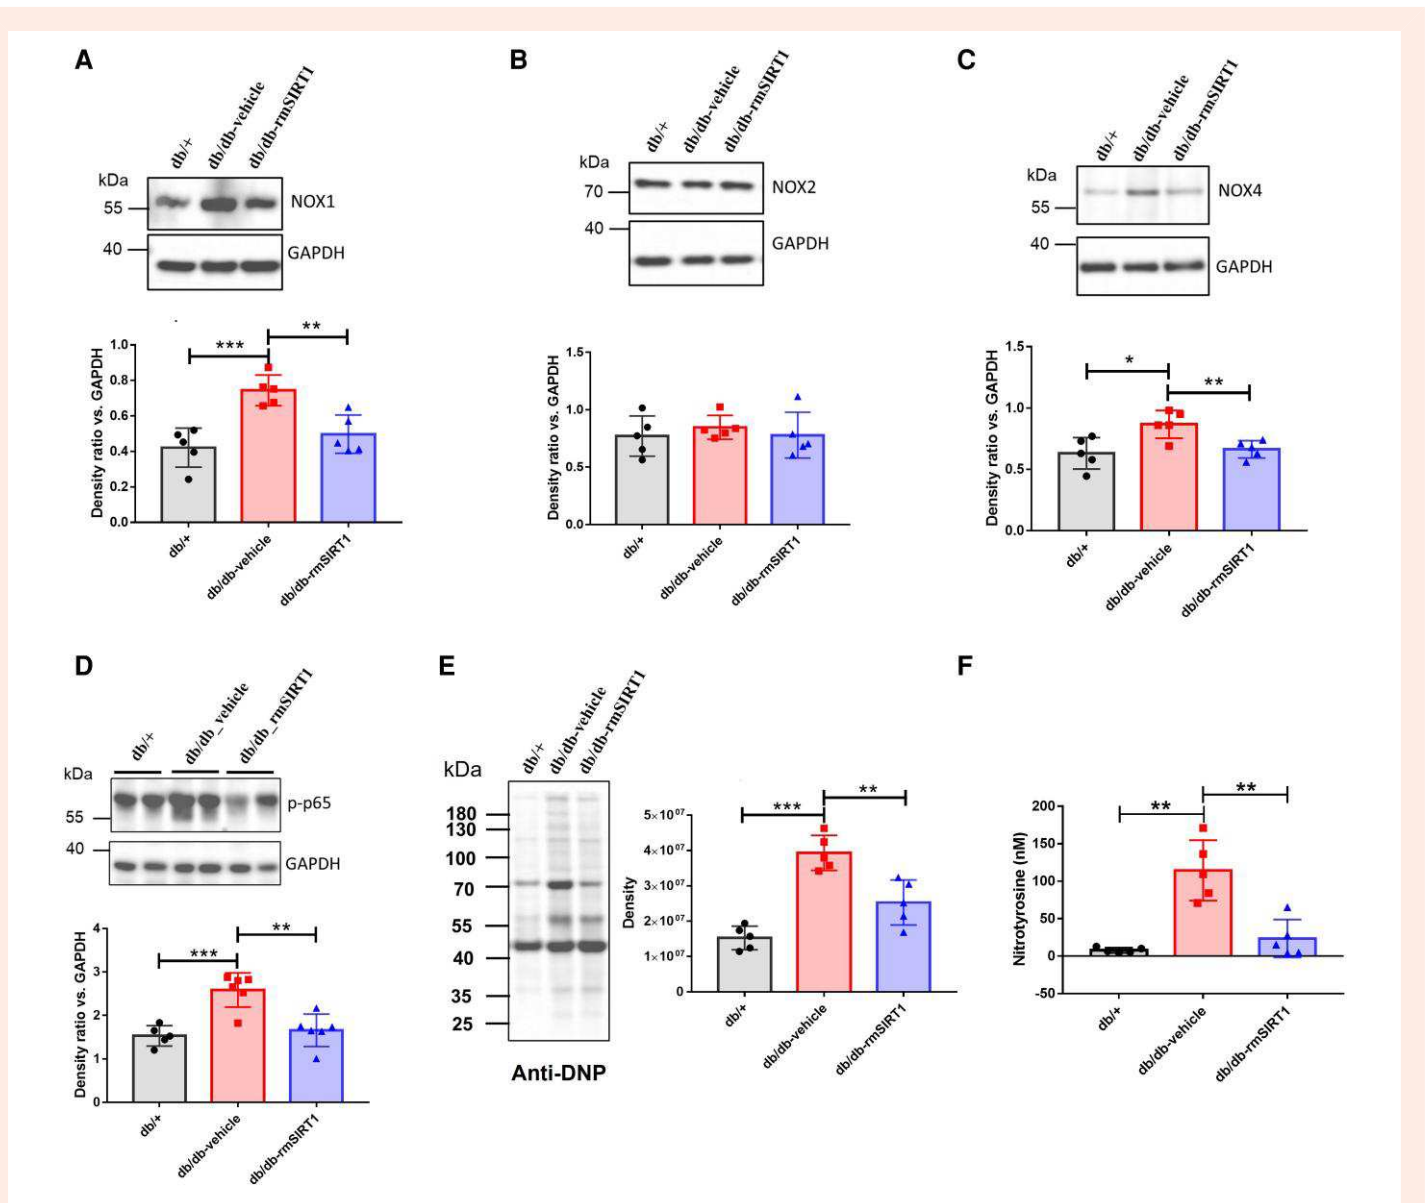 A
db/+
db/db-vehicle
db/db-rmSIRT1
kDa
55
NOX1
40
GAPDH
***
**
Density ratio vs. GAPDH
1.0
0.8
0.6
0.4
0.2
0.0
db/+
db/db-vehicle
db/db-rmSIRT1
B
db/+
db/db-vehicle
db/db-rmSIRT1
kDa
70
NOX2
40
GAPDH
Density ratio vs. GAPDH
1.5
1.0
0.5
0.0
db/+
db/db-vehicle
db/db-rmSIRT1
C
db/+
db/db-vehicle
db/db-rmSIRT1
kDa
55
NOX4
40
GAPDH
*
**
Density ratio vs. GAPDH
1.5
1.0
0.5
0.0
db/+
db/db-vehicle
db/db-rmSIRT1
D
db/+
db/db_vehicle
db/db_rmSIRT1
kDa
p-p65
55
40
GAPDH
***
**
Density ratio vs. GAPDH
4
3
2
1
0
db/+
db/db-vehicle
db/db-rmSIRT1
E
db/+
db/db-vehicle
db/db-rmSIRT1
kDa
180
130
100
70
55
40
35
25
Anti-DNP
***
**
Density
5×10⁰⁷
4×10⁰⁷
3×10⁰⁷
2×10⁰⁷
1×10⁰⁷
0
db/+
db/db-vehicle
db/db-rmSIRT1
F
**
**
Nitrotyrosine (nM)
200
150
100
50
0
-50
db/+
db/db-vehicle
db/db-rmSIRT1